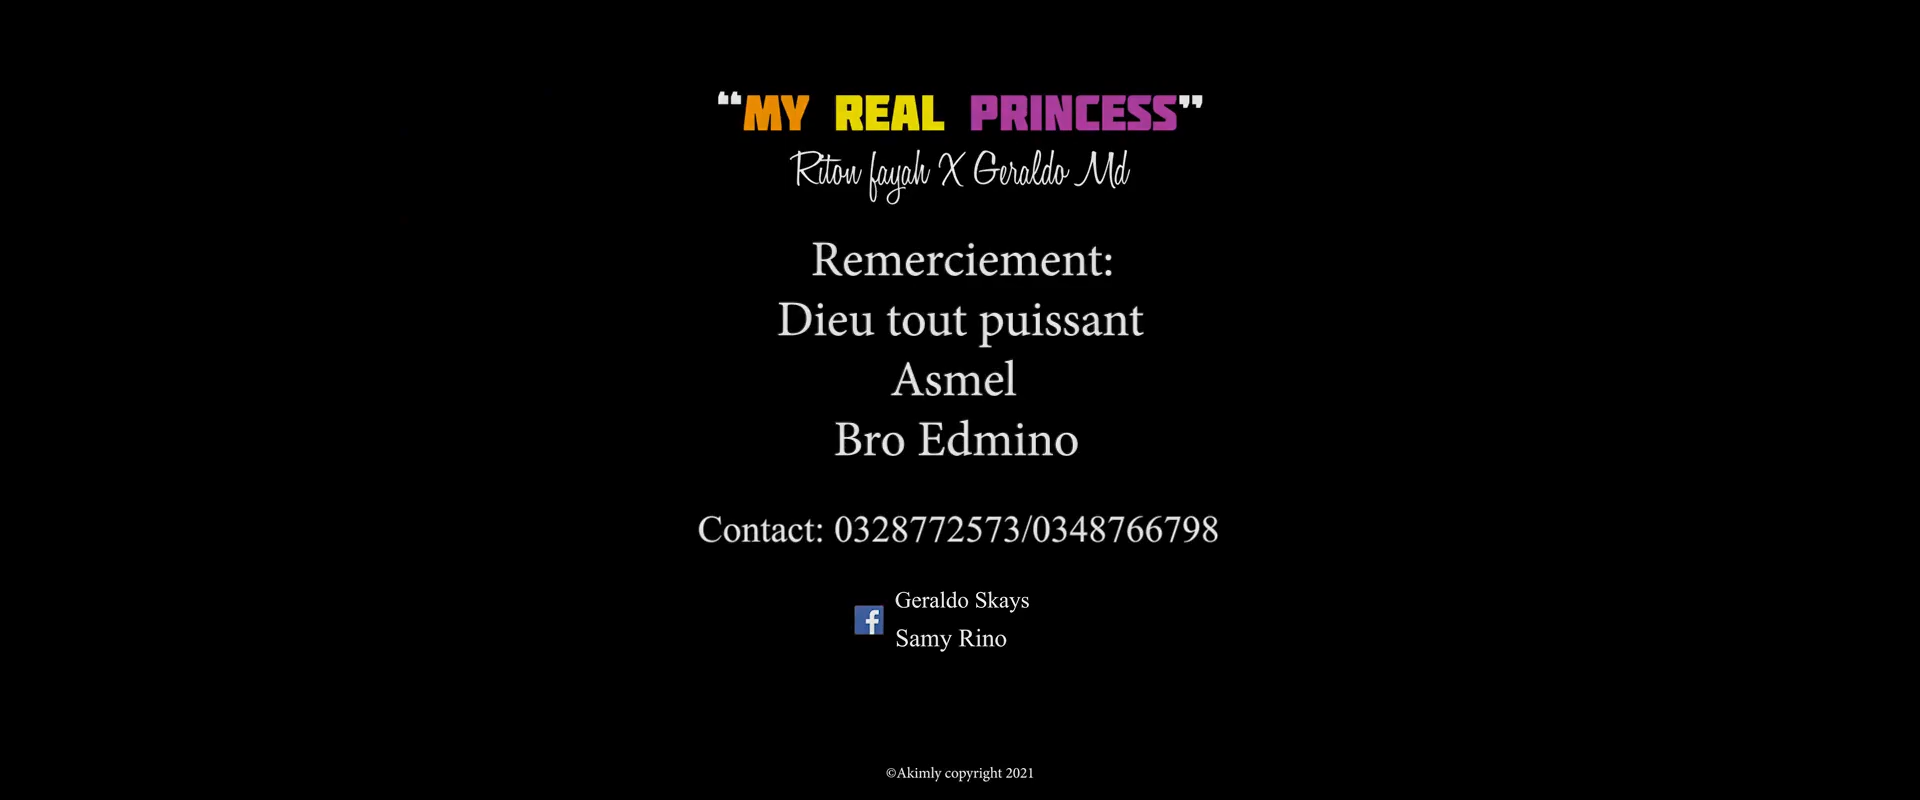 “MY REAL PRINCESS”
Riton fayah X Geraldo Md
Remerciement:
Dieu tout puissant
Asmel
Bro Edmino
Contact: 0328772573/0348766798
Geraldo Skays
Samy Rino
©Akimly copyright 2021